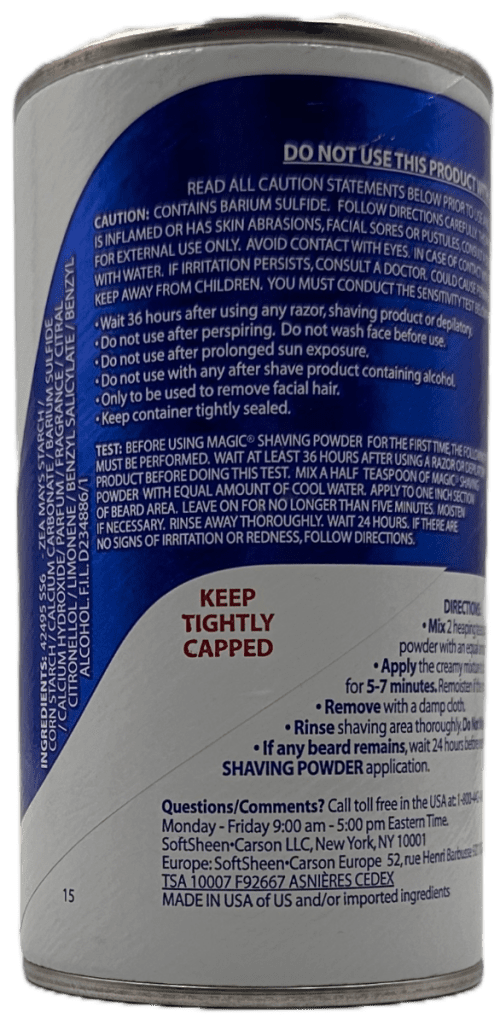 DO NOT USE THIS PRODUCT
READ ALL CAUTION STATEMENTS BELOW PRIOR TO
CAUTION: CONTAINS BARIUM SULFIDE. FOLLOW DIRECTIONS CAREFULLY.
IS INFLAMED OR HAS SKIN ABRASIONS, FACIAL SORES OR PUSTULES,
FOR EXTERNAL USE ONLY. AVOID CONTACT WITH EYES. IN CASE OF CONTACT
WITH WATER. IF IRRITATION PERSISTS, CONSULT A DOCTOR. COULD CAUSE
KEEP AWAY FROM CHILDREN. YOU MUST CONDUCT THE SENSITIVITY TEST
•Wait 36 hours after using any razor, shaving product or depilatory.
•Do not use after perspiring. Do not wash face before use.
•Do not use after prolonged sun exposure.
•Do not use with any after shave product containing alcohol.
•Only to be used to remove facial hair.
•Keep container tightly sealed.
TEST: BEFORE USING MAGIC® SHAVING POWDER FOR THE FIRST TIME, THE
MUST BE PERFORMED. WAIT AT LEAST 36 HOURS AFTER USING A RAZOR OR
PRODUCT BEFORE DOING THIS TEST. MIX A HALF TEASPOON OF MAGIC® SHAVING
POWDER WITH EQUAL AMOUNT OF COOL WATER. APPLY TO ONE INCH SECTION
OF BEARD AREA. LEAVE ON FOR NO LONGER THAN FIVE MINUTES. MOISTEN
IF NECESSARY. RINSE AWAY THOROUGHLY. WAIT 24 HOURS. IF THERE ARE
NO SIGNS OF IRRITATION OR REDNESS, FOLLOW DIRECTIONS.
INGREDIENTS: 42495 SS6 - ZEA MAYS STARCH/
CORN STARCH / CALCIUM CARBONATE / BARIUM SULFIDE
/ CALCIUM HYDROXIDE/ PARFUM / FRAGRANCE / CITRAL
CITRONELLOL / LIMONENE / BENZYL SALICYLATE / BENZYL
ALCOHOL. F.I.L. D234886/1
KEEP
TIGHTLY
CAPPED
DIRECTIONS:
• Mix 2 heaping
powder with an equal
• Apply the creamy
for 5-7 minutes. Remoisten
• Remove with a damp cloth.
• Rinse shaving area thoroughly. Do
• If any beard remains, wait 24 hours before
SHAVING POWDER application.
Questions/Comments? Call toll free in the USA at:
Monday - Friday 9:00 am - 5:00 pm Eastern Time.
SoftSheen•Carson LLC, New York, NY 10001
Europe: SoftSheen•Carson Europe 52, rue Henri Barbusse
TSA 10007 F92667 ASNIÈRES CEDEX
MADE IN USA of US and/or imported ingredients
15